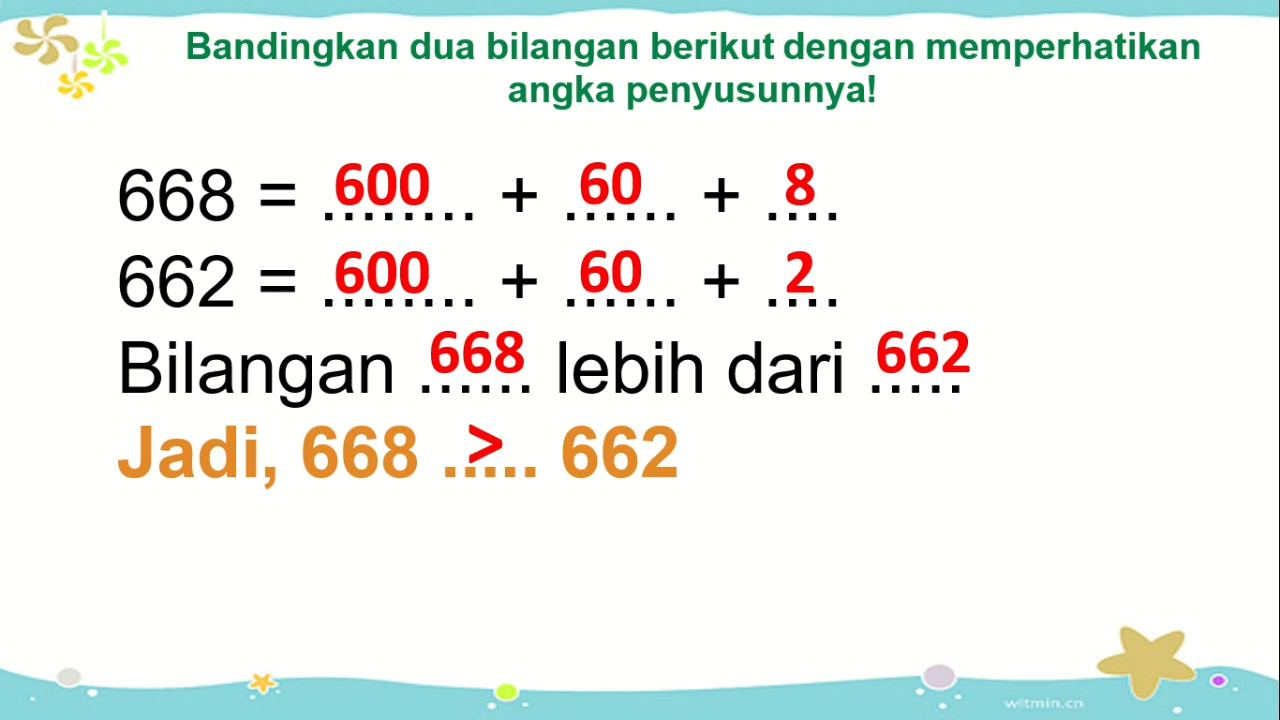 Bandingkan dua bilangan berikut dengan memperhatikan
angka penyusunnya!
668 = ...600..... + ..60.... + ..8..
662 = ...600..... + ..60.... + ..2..
Bilangan ..668.... lebih dari ..662...
Jadi, 668 ..>... 662
witmin.cn